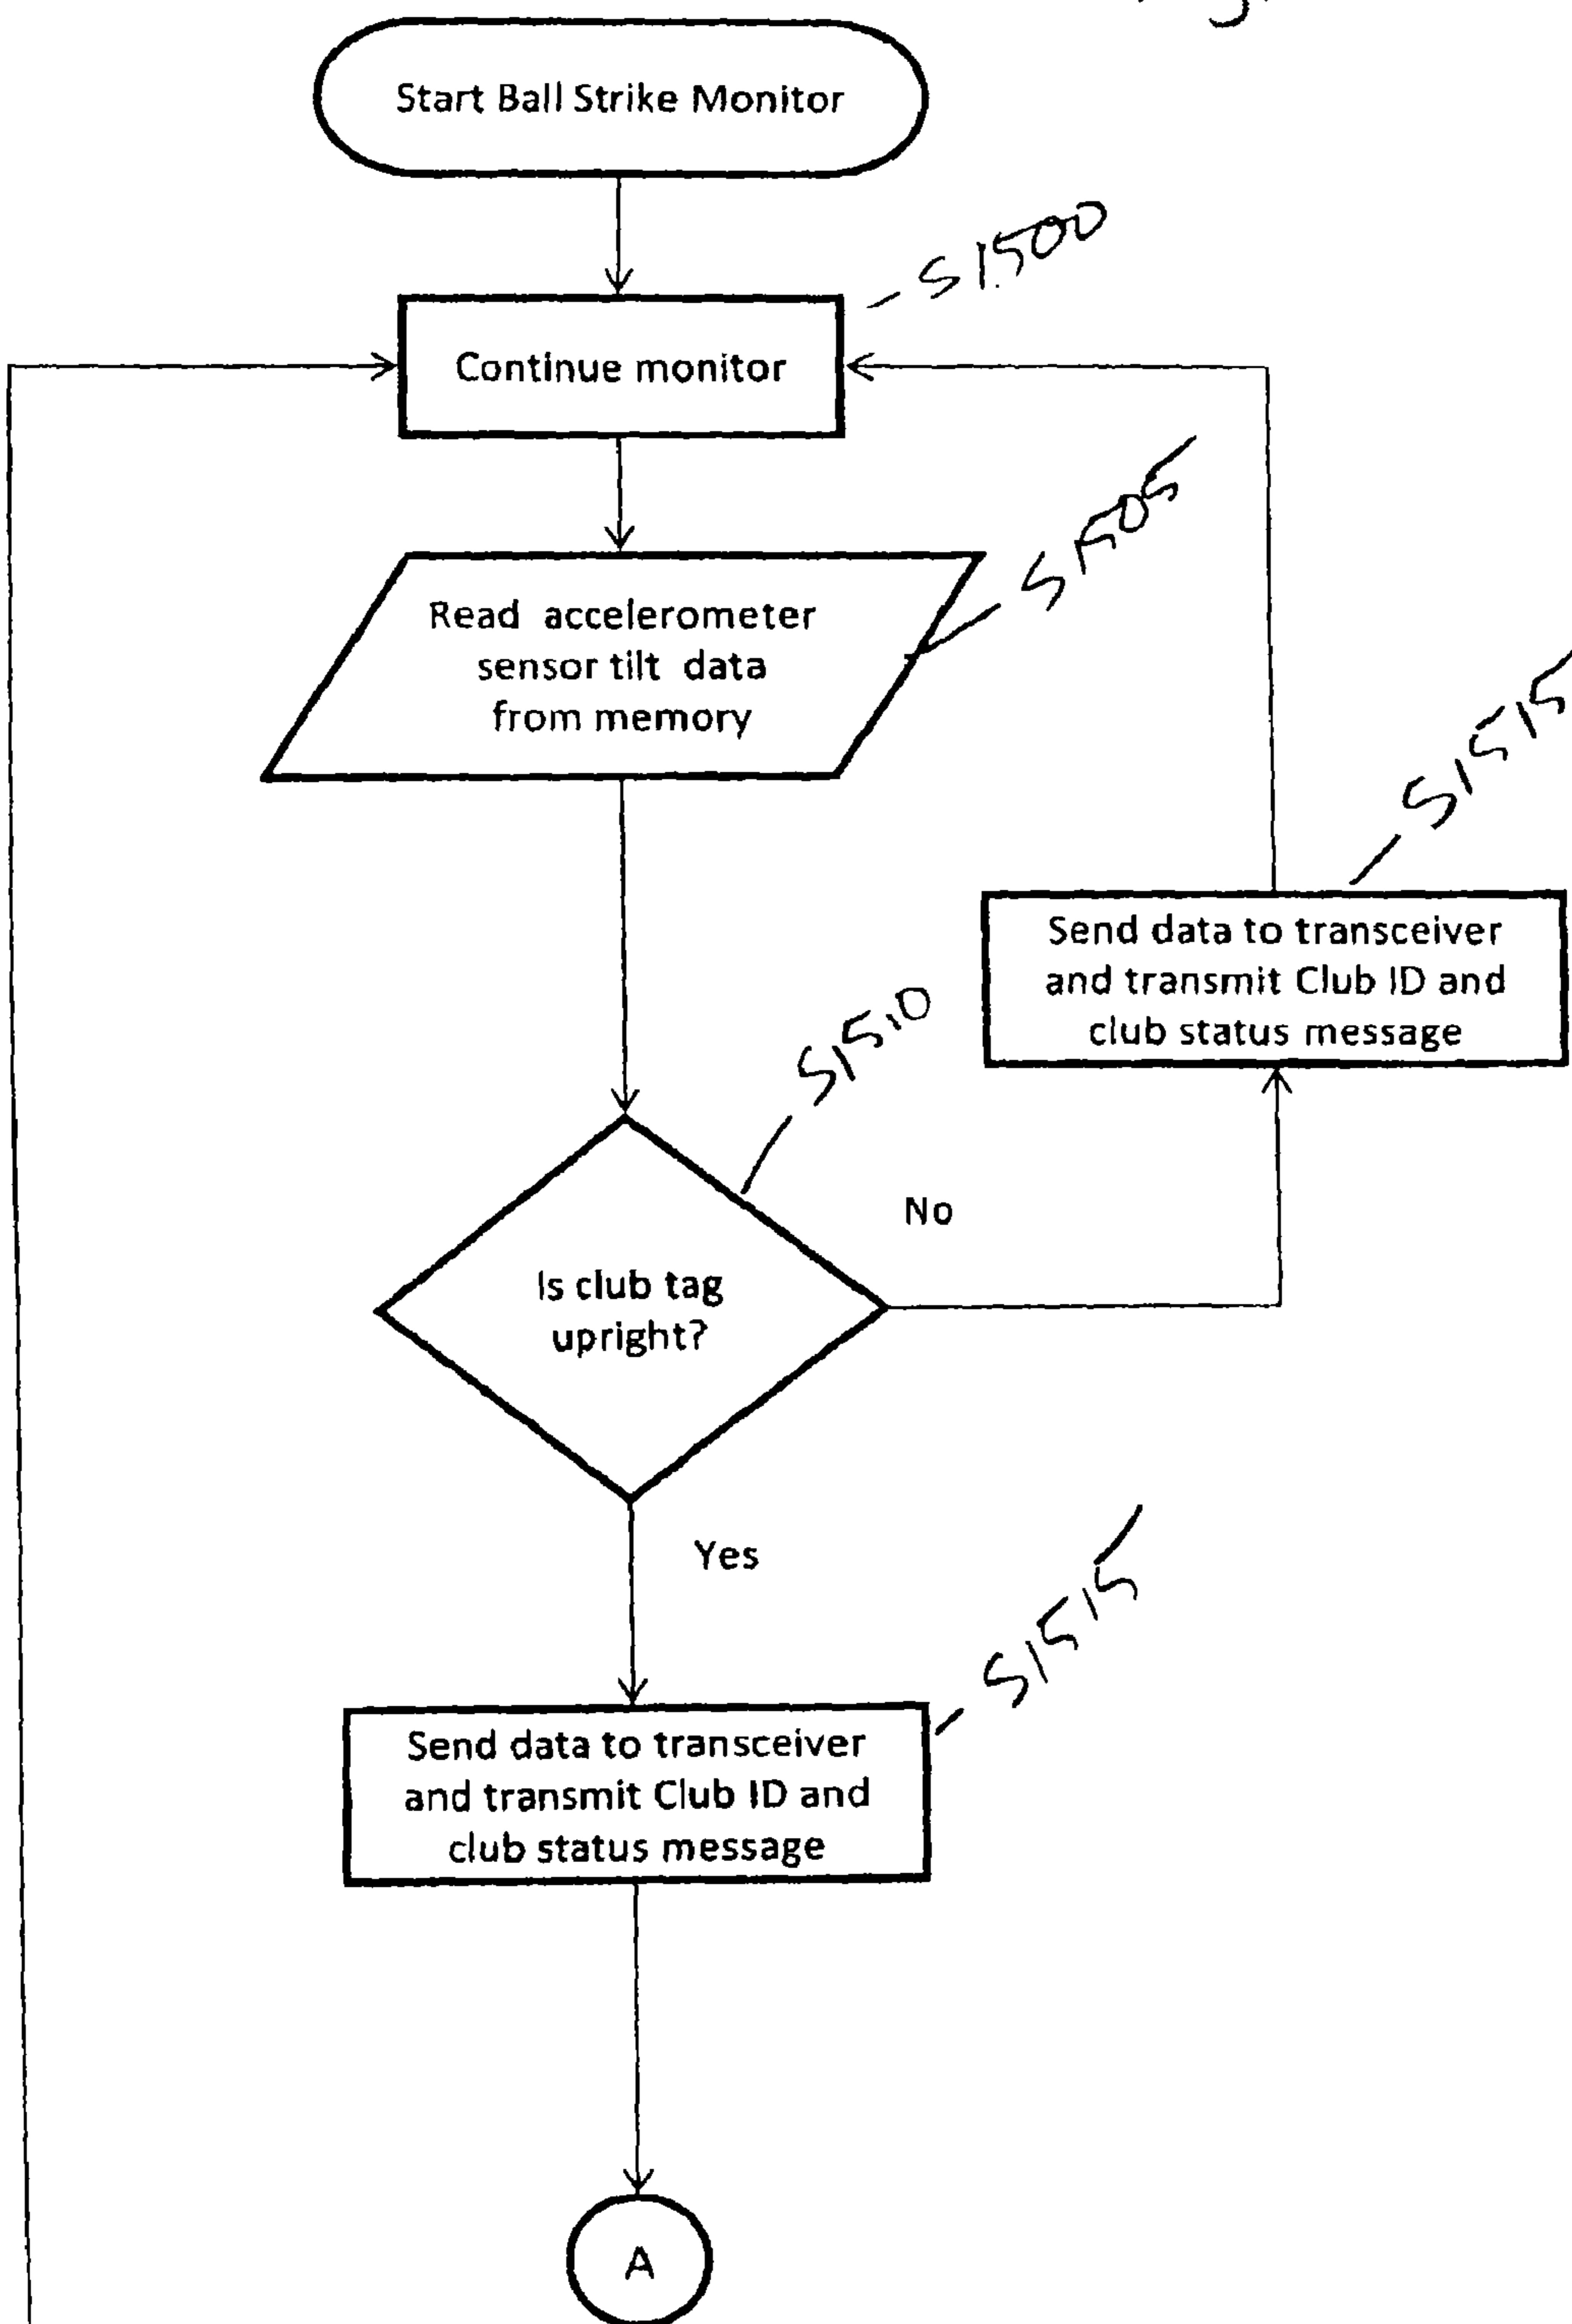 Start Ball Strike Monitor
S1500
Continue monitor
S1505
Read accelerometer
sensor tilt data
from memory
S1515
Send data to transceiver
and transmit Club ID and
club status message
S1510
No
Is club tag
upright?
Yes
S1515
Send data to transceiver
and transmit Club ID and
club status message
A